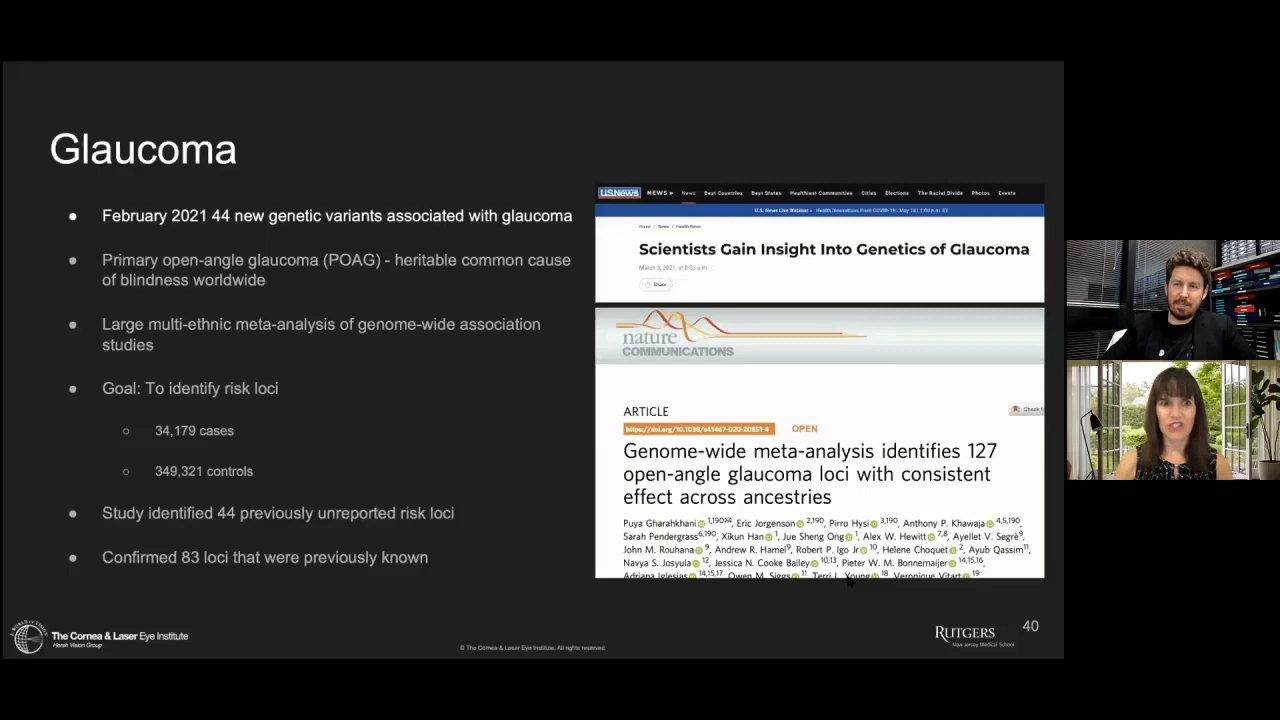 Glaucoma
● February 2021 44 new genetic variants associated with glaucoma
● Primary open-angle glaucoma (POAG) - heritable common cause
of blindness worldwide
● Large multi-ethnic meta-analysis of genome-wide association
studies
● Goal: To identify risk loci
○ 34,179 cases
○ 349,321 controls
● Study identified 44 previously unreported risk loci
● Confirmed 83 loci that were previously known
U.S.News NEWS » News Best Countries Best States Healthiest Communities Cities Elections The Racial Divide Photos Events
U.S. News Live Webinar » Health Innovations From COVID-19 | May 18 | 1:00 p.m. ET
Home / News / Health News
Scientists Gain Insight Into Genetics of Glaucoma
March 3, 2021, at 8:50 a.m.
Share
nature
COMMUNICATIONS
ARTICLE
Check f
https://doi.org/10.1038/s41467-020-20851-4 OPEN
Genome-wide meta-analysis identifies 127
open-angle glaucoma loci with consistent
effect across ancestries
Puya Gharahkhani 1,190✉, Eric Jorgenson 2,190, Pirro Hysi 3,190, Anthony P. Khawaja 4,5,190,
Sarah Pendergrass6,190, Xikun Han 1, Jue Sheng Ong 1, Alex W. Hewitt 7,8, Ayellet V. Segrè9,
John M. Rouhana 9, Andrew R. Hamel9, Robert P. Igo Jr 10, Helene Choquet 2, Ayub Qassim11,
Navya S. Josyula 12, Jessica N. Cooke Bailey 10,13, Pieter W. M. Bonnemaijer 14,15,16,
Adriana Iglesias 14,15,17, Owen M. Siggs 11, Terri L. Young 18, Veronique Vitart 19
A WORLD OF VISION
The Cornea & Laser Eye Institute
Hersh Vision Group
© The Cornea & Laser Eye Institute. All rights reserved.
RUTGERS
New Jersey Medical School
40